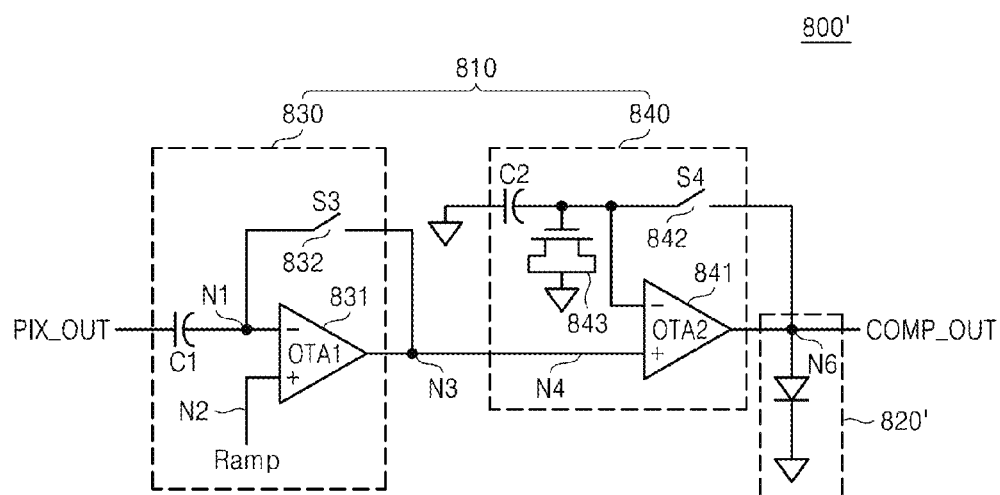 800'
810
830
840
C2
S4
S3
842
832
N1
831
841
843
PIX_OUT
OTA1
OTA2
COMP_OUT
C1
N6
N3
N4
N2
820'
Ramp